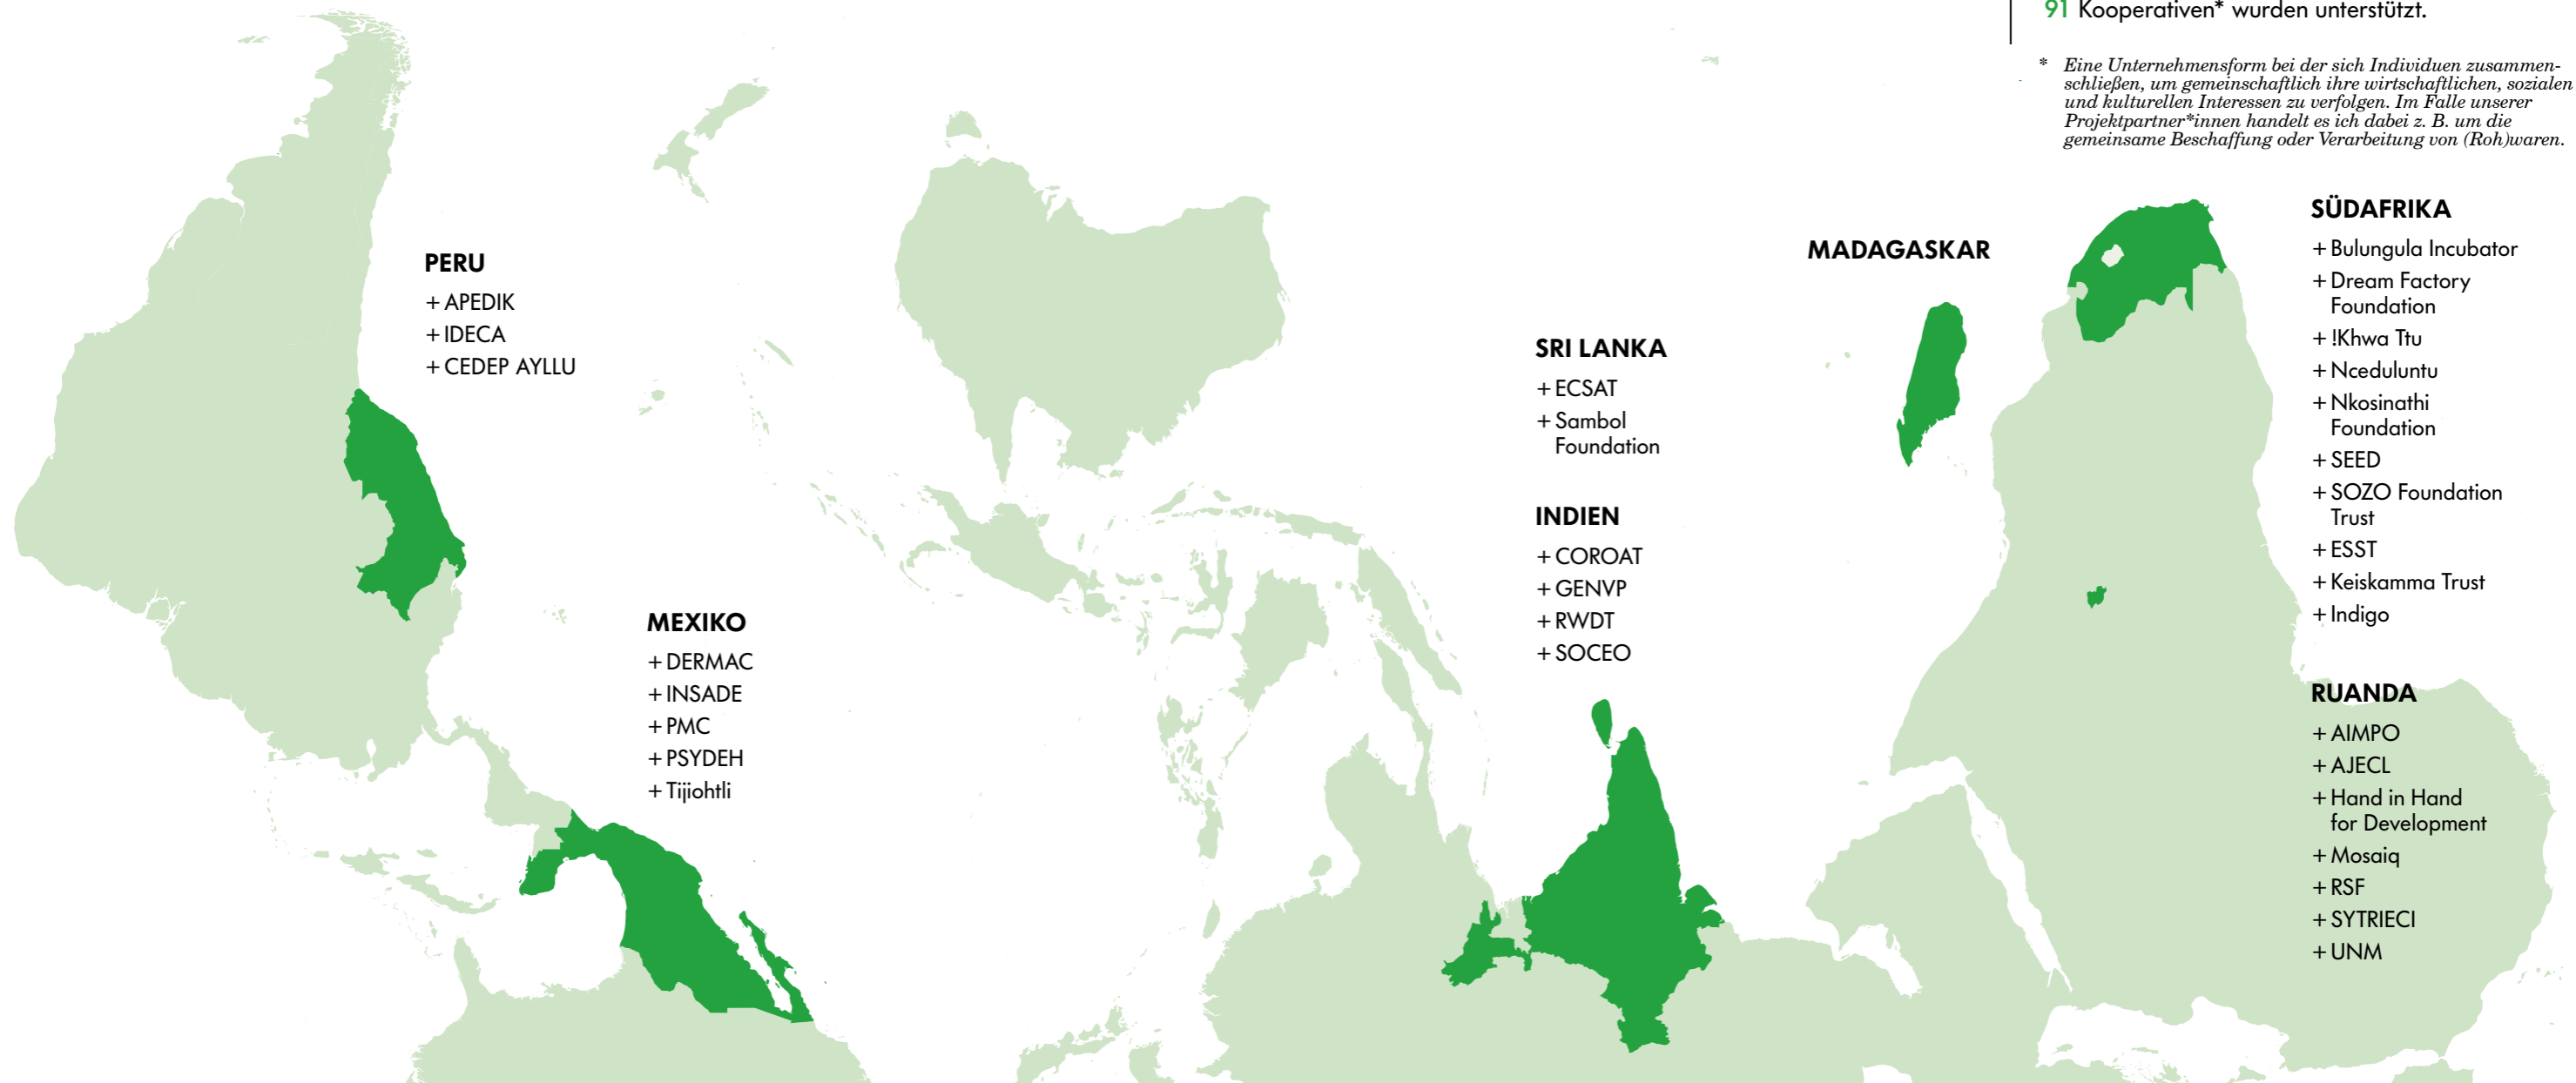 91 Kooperativen* wurden unterstützt.
* Eine Unternehmensform bei der sich Individuen zusammen-
schließen, um gemeinschaftlich ihre wirtschaftlichen, sozialen
und kulturellen Interessen zu verfolgen. Im Falle unserer
Projektpartner*innen handelt es ich dabei z. B. um die
gemeinsame Beschaffung oder Verarbeitung von (Roh)waren.
PERU
+ APEDIK
+ IDECA
+ CEDEP AYLLU
MEXIKO
+ DERMAC
+ INSADE
+ PMC
+ PSYDEH
+ Tijiohtli
SRI LANKA
+ ECSAT
+ Sambol
Foundation
INDIEN
+ COROAT
+ GENVP
+ RWDT
+ SOCEO
MADAGASKAR
SÜDAFRIKA
+ Bulungula Incubator
+ Dream Factory
Foundation
+ !Khwa Ttu
+ Nceduluntu
+ Nkosinathi
Foundation
+ SEED
+ SOZO Foundation
Trust
+ ESST
+ Keiskamma Trust
+ Indigo
RUANDA
+ AIMPO
+ AJECL
+ Hand in Hand
for Development
+ Mosaiq
+ RSF
+ SYTRIECI
+ UNM